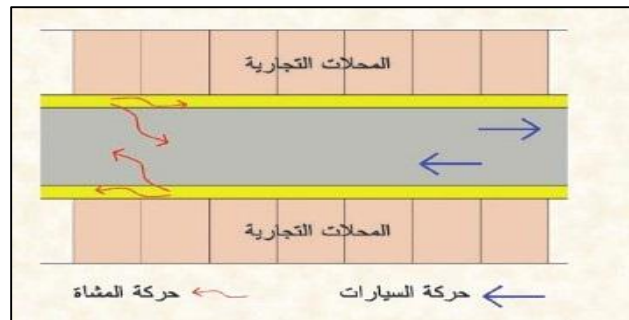 المحلات التجارية
المحلات التجارية
حركة السيارات
حركة المشاة